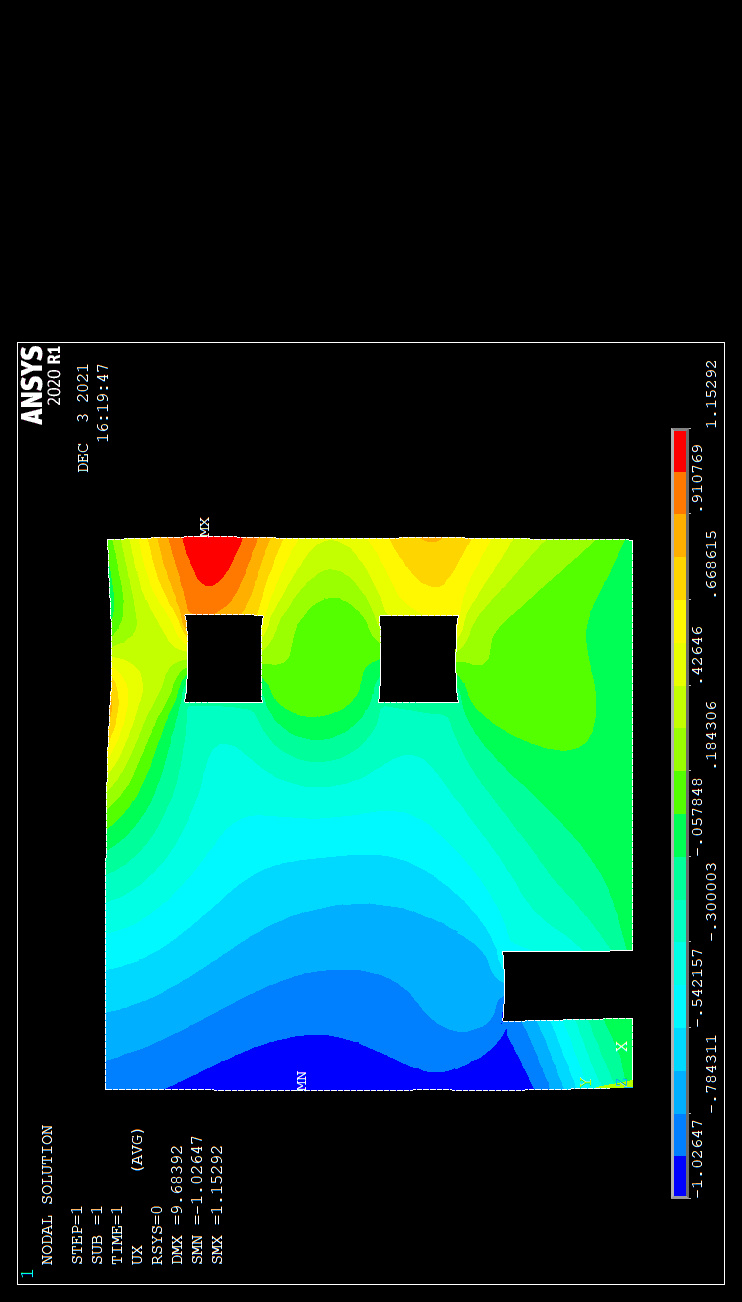 1
NODAL SOLUTION
STEP=1
SUB =1
TIME=1
UX (AVG)
RSYS=0
DMX =9.68392
SMN =-1.02647
SMX =1.15292
ANSYS
2020 R1
DEC 3 2021
16:19:47
MN
MX
Y
Z X
-1.02647 -.542157 -.057848 .42646 .910769
-.784311 -.300003 .184306 .668615 1.15292